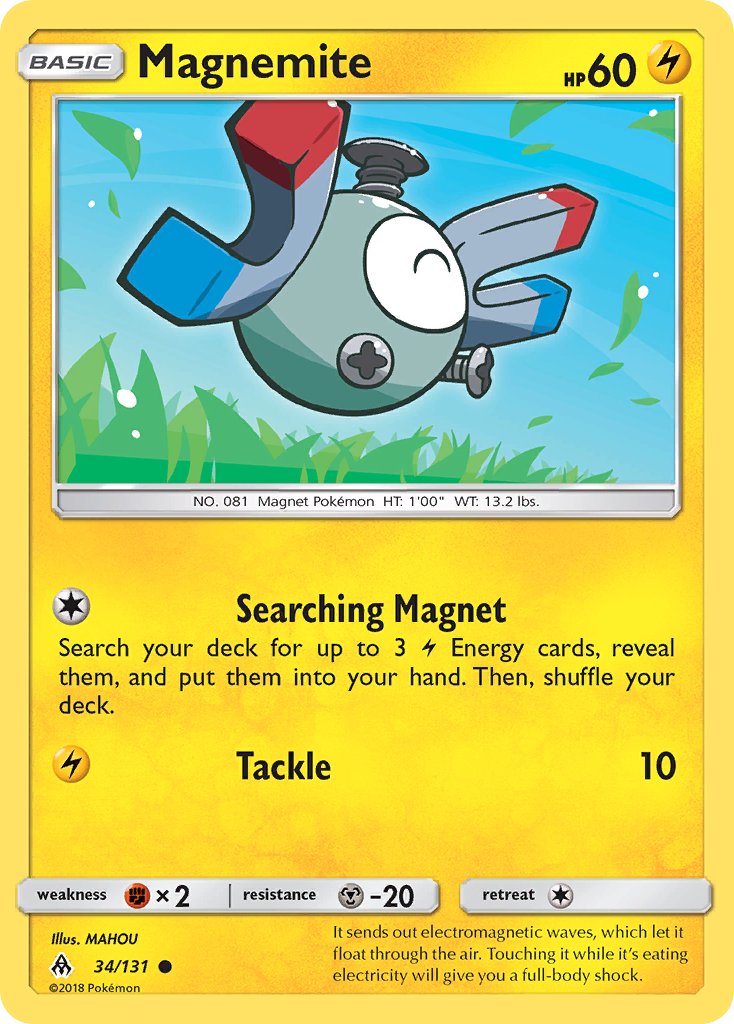 BASIC Magnemite HP60
NO. 081 Magnet Pokémon HT: 1'00" WT: 13.2 lbs.
Searching Magnet
Search your deck for up to 3 Energy cards, reveal
them, and put them into your hand. Then, shuffle your
deck.
Tackle 10
weakness ×2 resistance -20 retreat
Illus. MAHOU
34/131
©2018 Pokémon
It sends out electromagnetic waves, which let it
float through the air. Touching it while it's eating
electricity will give you a full-body shock.